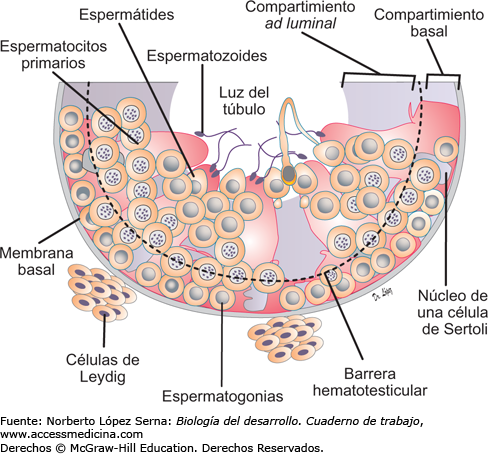 Espermátides
Espermatocitos
primarios
Espermatozoides
Luz del
túbulo
Compartimiento
ad luminal
Compartimiento
basal
Membrana
basal
Células de
Leydig
Espermatogonias
Barrera
hematotesticular
Núcleo de
una célula
de Sertoli
Fuente: Norberto López Serna: Biología del desarrollo. Cuaderno de trabajo,
www.accessmedicina.com
Derechos © McGraw-Hill Education. Derechos Reservados.